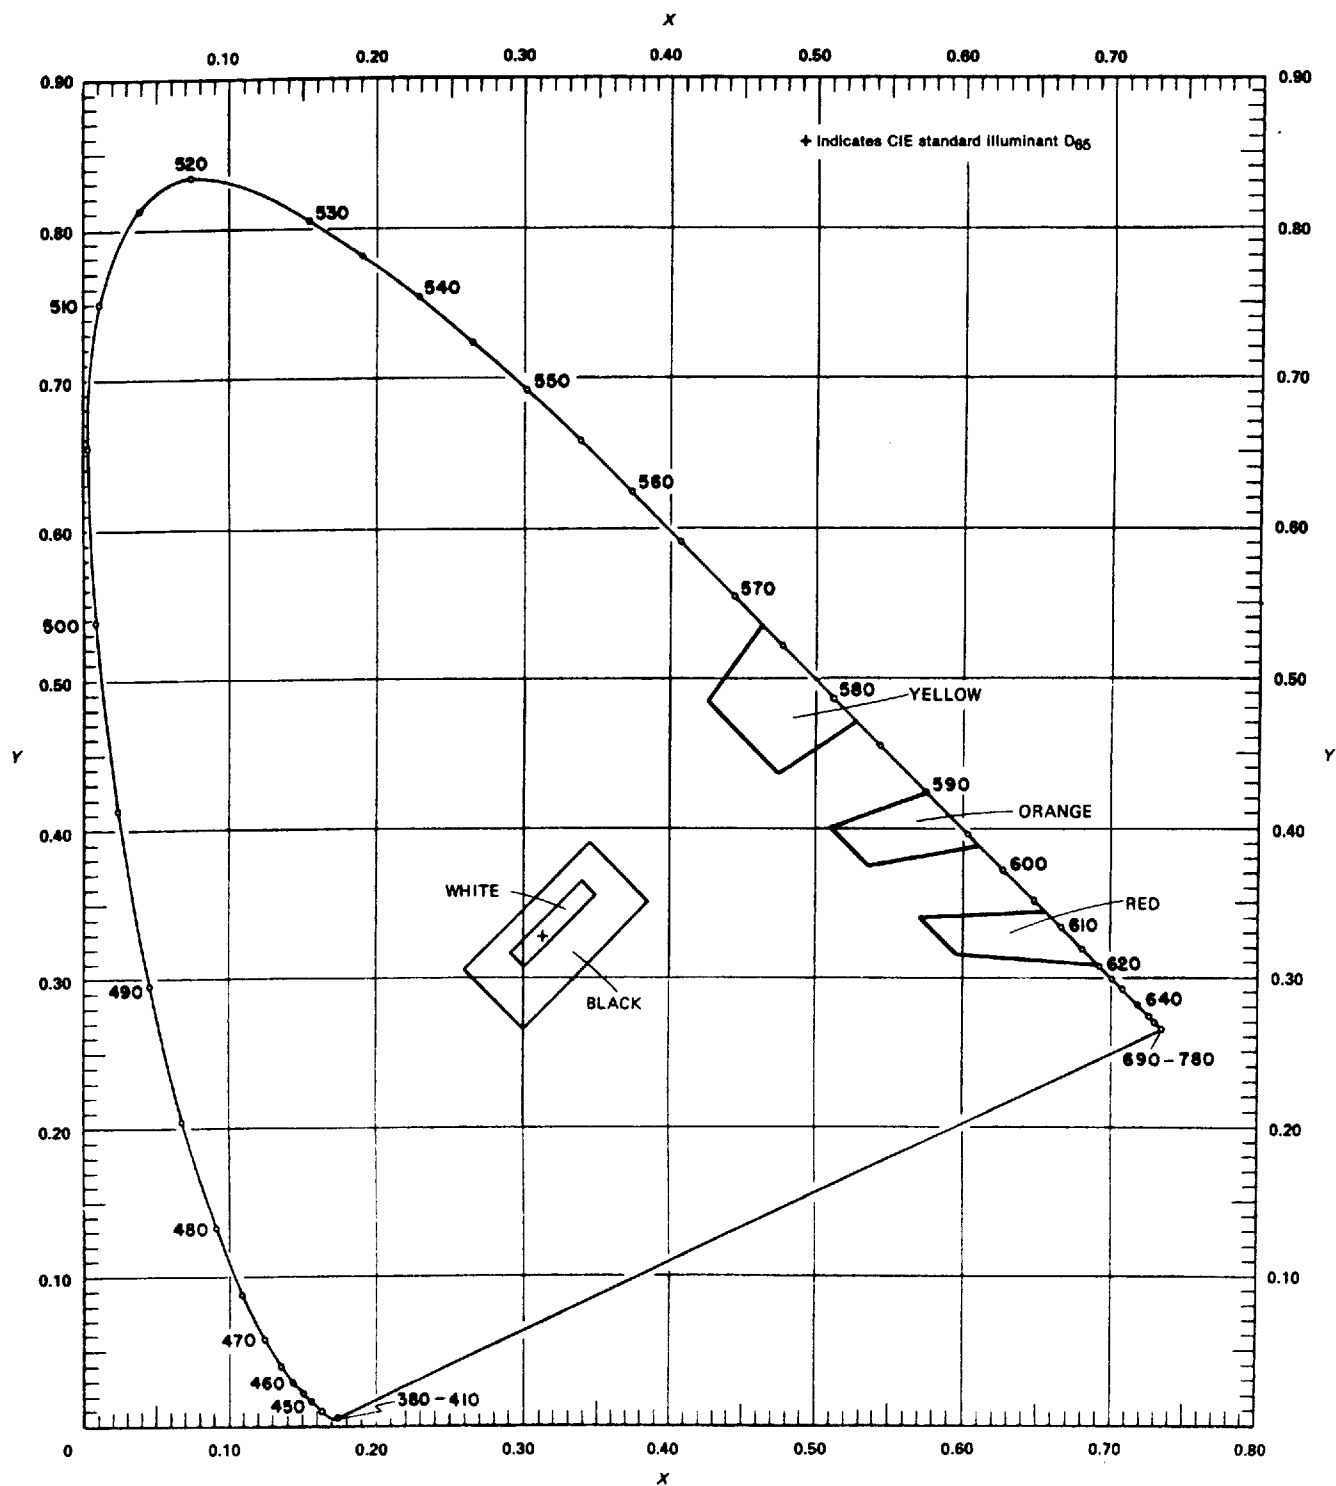 X
0.10 0.20 0.30 0.40 0.50 0.60 0.70
0.90 0.90
+ Indicates CIE standard illuminant D65
520
530
0.80 0.80
540
510
550
0.70 0.70
560
0.60 0.60
570
500
0.50 580 0.50
YELLOW
Y Y
590
ORANGE
0.40 0.40
600
WHITE
RED
610
620
0.30 0.30
490
640
BLACK
690-780
0.20 0.20
480
0.10 0.10
470
460
380-410
450
0 0.10 0.20 0.30 0.40 0.50 0.60 0.70 0.80
X